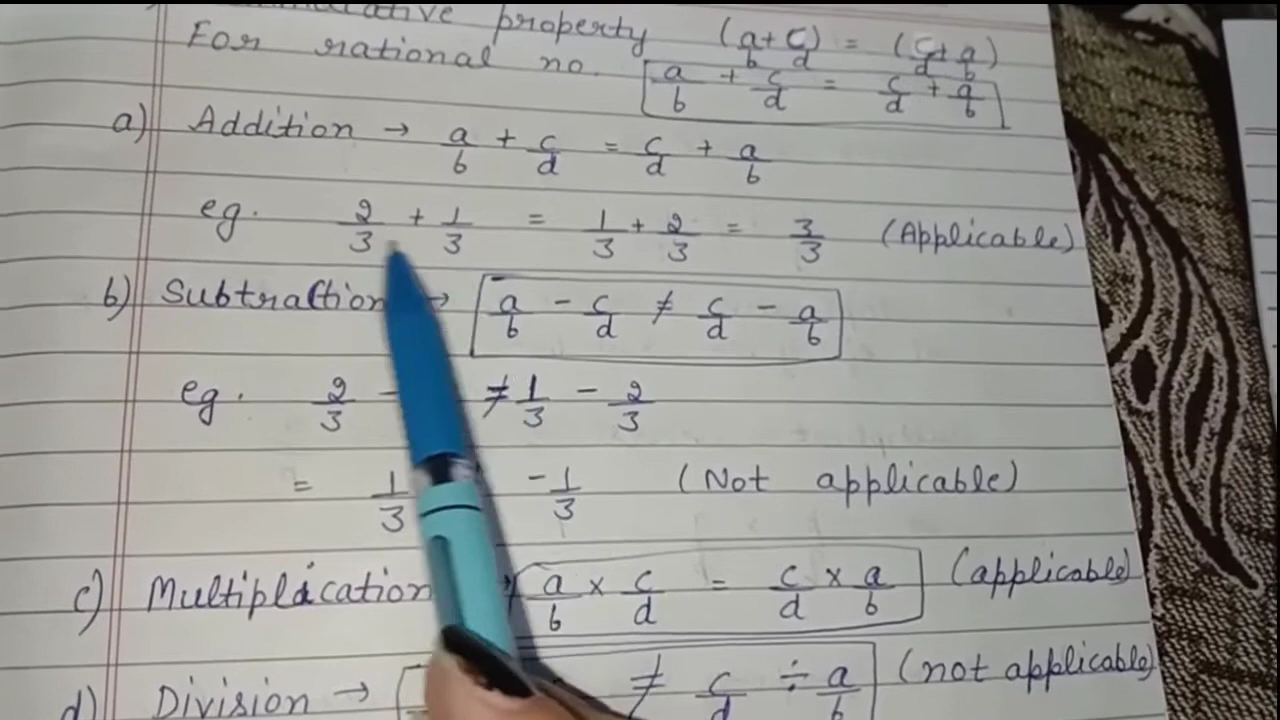 property (a/b + c/d) = (c/d + a/b)
For rational no. a/b + c/d = c/d + a/b
a) Addition → a/b + c/d = c/d + a/b
eg. 2/3 + 1/3 = 1/3 + 2/3 = 3/3 (Applicable)
b) Subtraction → a/b - c/d ≠ c/d - a/b
eg. 2/3 - ≠ 1/3 - 2/3
= 1/3 -1/3 (Not applicable)
c) Multiplication → a/b × c/d = c/d × a/b (applicable)
d) Division → ≠ c/d ÷ a/b (not applicable)